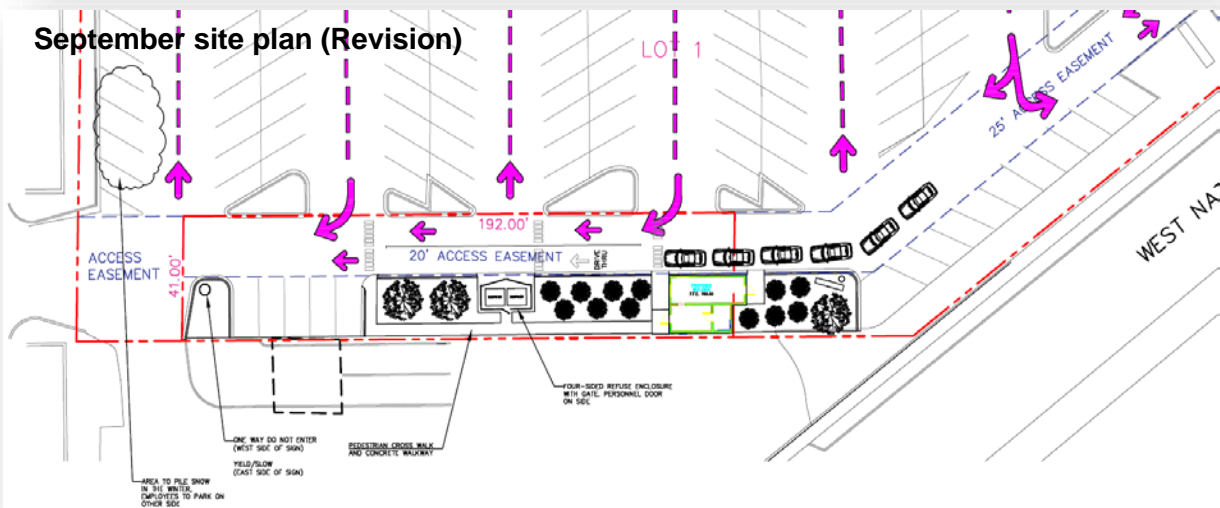 September site plan (Revision)
LOT 1
25' ACCESS EASEMENT
WEST NA
192.00'
ACCESS
EASEMENT
41.00'
20' ACCESS EASEMENT
DRIVE
THRU
FOUR-SIDED REFUSE ENCLOSURE
WITH GATE, PERSONNEL DOOR
ON SIDE
ONE WAY DO NOT ENTER
(WEST SIDE OF SIGN)
YIELD/SLOW
(EAST SIDE OF SIGN)
PEDESTRIAN CROSS WALK
AND CONCRETE WALKWAY
AREA TO PILE SNOW
IN THE WINTER,
EMPLOYEES TO PARK ON
OTHER SIDE